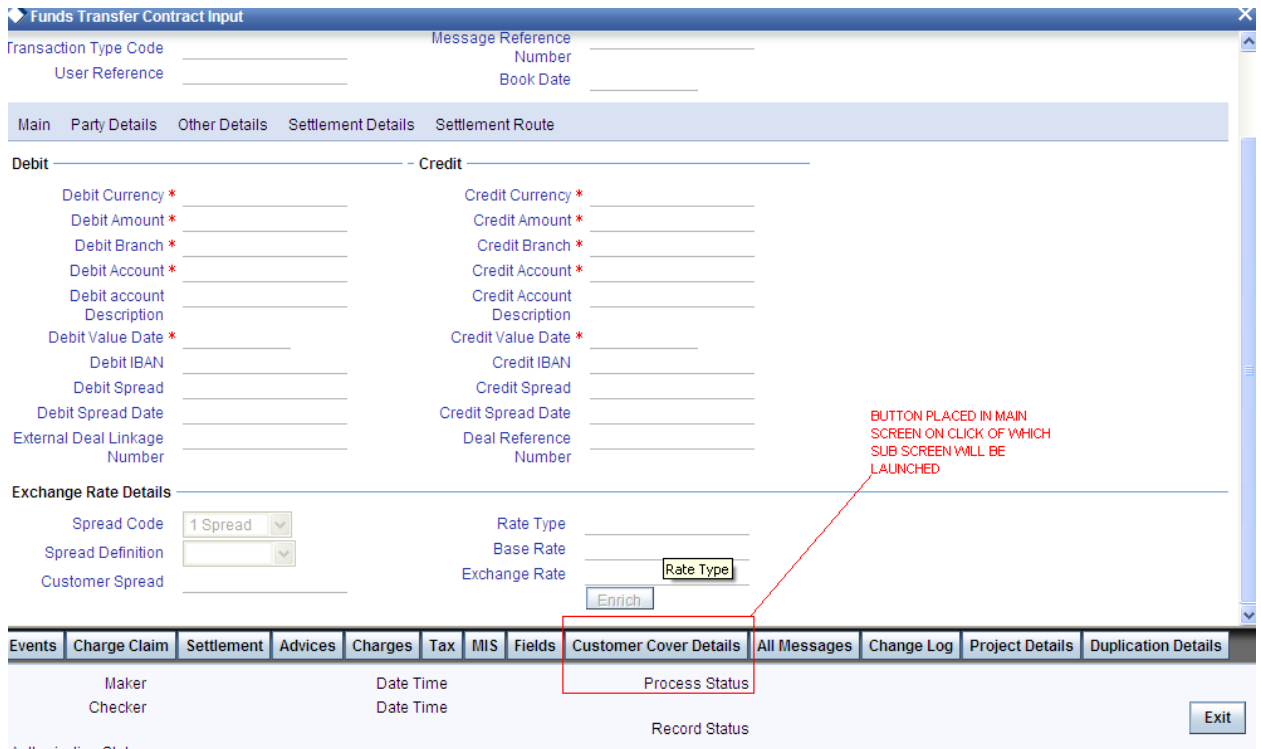 Funds Transfer Contract Input
Transaction Type Code
Message Reference
Number
User Reference
Book Date
Main Party Details Other Details Settlement Details Settlement Route
Debit
Credit
Debit Currency *
Credit Currency *
Debit Amount *
Credit Amount *
Debit Branch *
Credit Branch *
Debit Account *
Credit Account *
Debit account
Description
Credit Account
Description
Debit Value Date *
Credit Value Date *
Debit IBAN
Credit IBAN
Debit Spread
Credit Spread
Debit Spread Date
Credit Spread Date
External Deal Linkage
Number
Deal Reference
Number
BUTTON PLACED IN MAIN
SCREEN ON CLICK OF WHICH
SUB SCREEN WILL BE
LAUNCHED
Exchange Rate Details
Spread Code 1 Spread
Rate Type
Spread Definition
Base Rate
Customer Spread
Exchange Rate
Rate Type
Enrich
Events Charge Claim Settlement Advices Charges Tax MIS Fields Customer Cover Details All Messages Change Log Project Details Duplication Details
Maker Date Time Process Status
Checker Date Time
Record Status
Exit